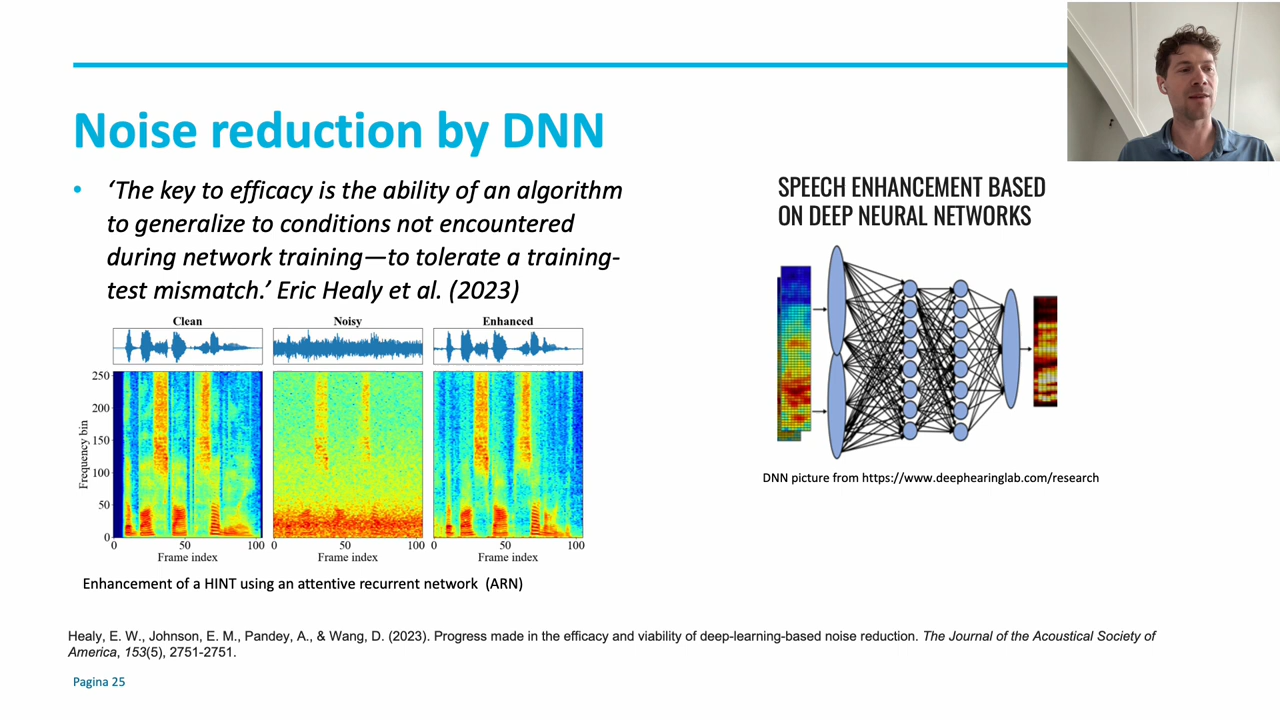 Noise reduction by DNN
• ‘The key to efficacy is the ability of an algorithm
to generalize to conditions not encountered
during network training—to tolerate a training-
test mismatch.’ Eric Healy et al. (2023)
Clean
Noisy
Enhanced
250
200
150
100
50
0
Frequency bin
0 50 100
0 50 100
0 50 100
Frame index
Frame index
Frame index
Enhancement of a HINT using an attentive recurrent network (ARN)
SPEECH ENHANCEMENT BASED
ON DEEP NEURAL NETWORKS
DNN picture from https://www.deephearinglab.com/research
Healy, E. W., Johnson, E. M., Pandey, A., & Wang, D. (2023). Progress made in the efficacy and viability of deep-learning-based noise reduction. The Journal of the Acoustical Society of
America, 153(5), 2751-2751.
Pagina 25